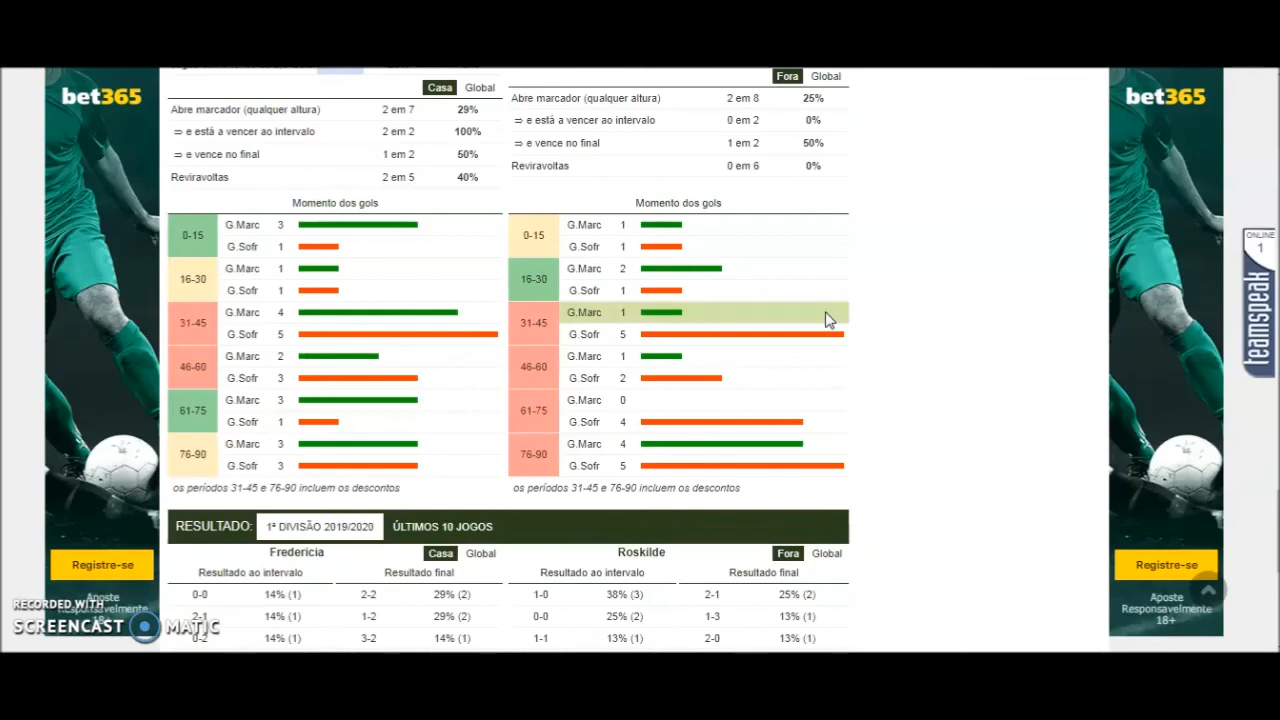 bet365
Casa Global
Abre marcador (qualquer altura) 2 em 7 29%
⇒ e está a vencer ao intervalo 2 em 2 100%
⇒ e vence no final 1 em 2 50%
Reviravoltas 2 em 5 40%
Momento dos gols
0-15 G.Marc 3
G.Sofr 1
16-30 G.Marc 1
G.Sofr 1
31-45 G.Marc 4
G.Sofr 5
46-60 G.Marc 2
G.Sofr 3
61-75 G.Marc 3
G.Sofr 1
76-90 G.Marc 3
G.Sofr 3
os períodos 31-45 e 76-90 incluem os descontos
Fora Global
Abre marcador (qualquer altura) 2 em 8 25%
⇒ e está a vencer ao intervalo 0 em 2 0%
⇒ e vence no final 1 em 2 50%
Reviravoltas 0 em 6 0%
Momento dos gols
0-15 G.Marc 1
G.Sofr 1
16-30 G.Marc 2
G.Sofr 1
31-45 G.Marc 1
G.Sofr 5
46-60 G.Marc 1
G.Sofr 2
61-75 G.Marc 0
G.Sofr 4
76-90 G.Marc 4
G.Sofr 5
os períodos 31-45 e 76-90 incluem os descontos
RESULTADO: 1ª DIVISÃO 2019/2020 ÚLTIMOS 10 JOGOS
Fredericia Casa Global
Resultado ao intervalo Resultado final
0-0 14% (1) 2-2 29% (2)
2-1 14% (1) 1-2 29% (2)
0-2 14% (1) 3-2 14% (1)
Roskilde Fora Global
Resultado ao intervalo Resultado final
1-0 38% (3) 2-1 25% (2)
0-0 25% (2) 1-3 13% (1)
1-1 13% (1) 2-0 13% (1)
Registre-se
Aposte
Responsavelmente
18+
RECORDED WITH
SCREENCAST MATIC
bet365
Registre-se
Aposte
Responsavelmente
18+
ONLINE
1
teamspeak